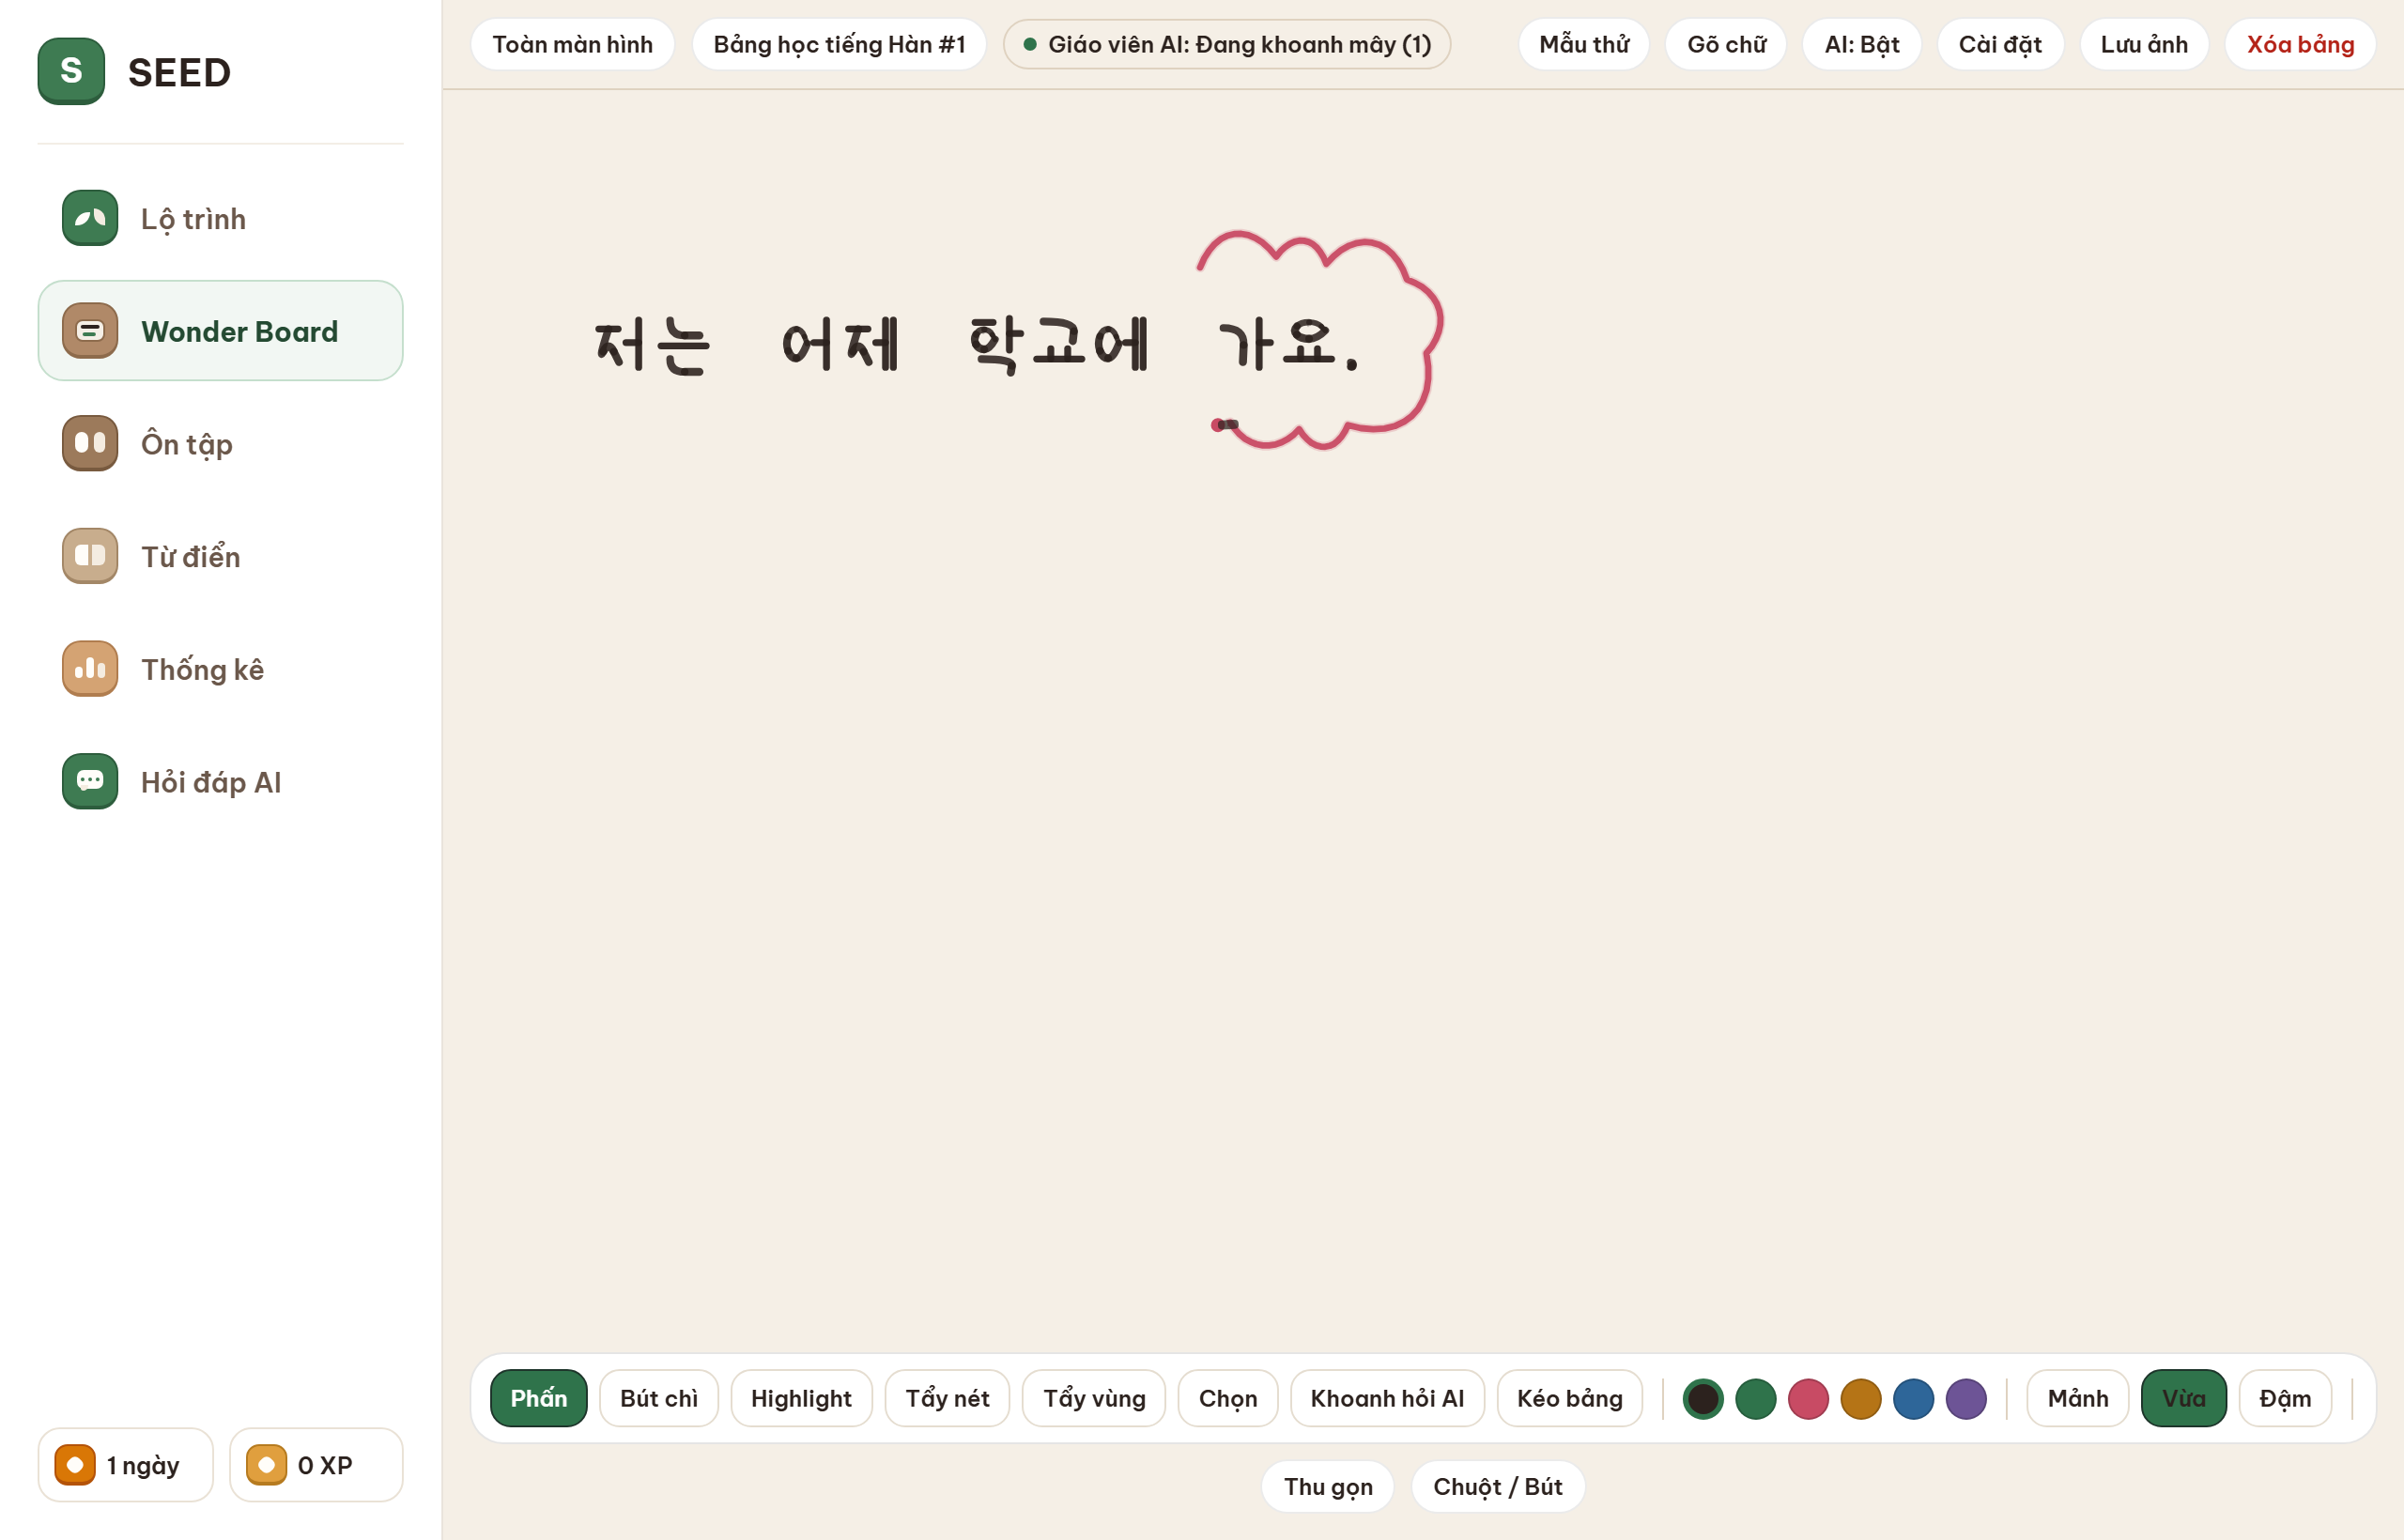 S SEED
Lộ trình
Wonder Board
Ôn tập
Từ điển
Thống kê
Hỏi đáp AI
1 ngày
0 XP
Toàn màn hình
Bảng học tiếng Hàn #1
Giáo viên AI: Đang khoanh mây (1)
Mẫu thử
Gõ chữ
AI: Bật
Cài đặt
Lưu ảnh
Xóa bảng
저는 어제 학교에 가요.
Phấn
Bút chì
Highlight
Tẩy nét
Tẩy vùng
Chọn
Khoanh hỏi AI
Kéo bảng
Mảnh
Vừa
Đậm
Thu gọn
Chuột / Bút